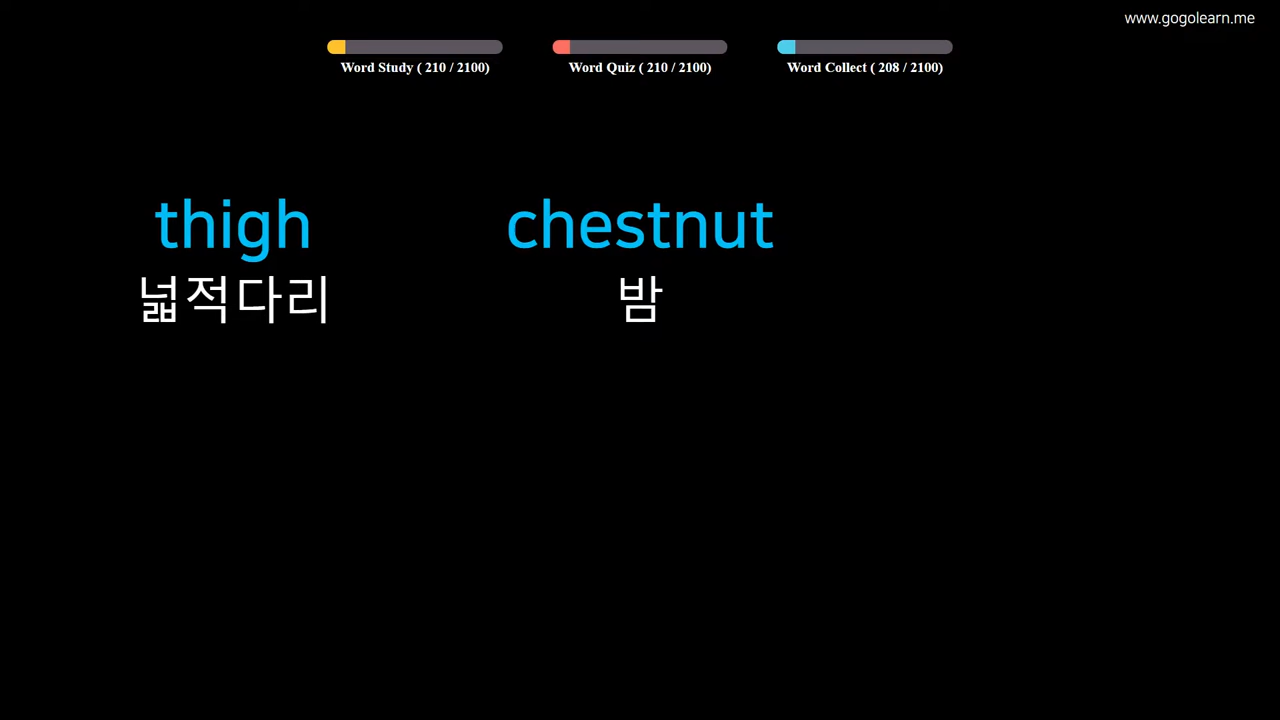 www.gogolearn.me
Word Study ( 210 / 2100)
Word Quiz ( 210 / 2100)
Word Collect ( 208 / 2100)
thigh
넓적다리
chestnut
밤